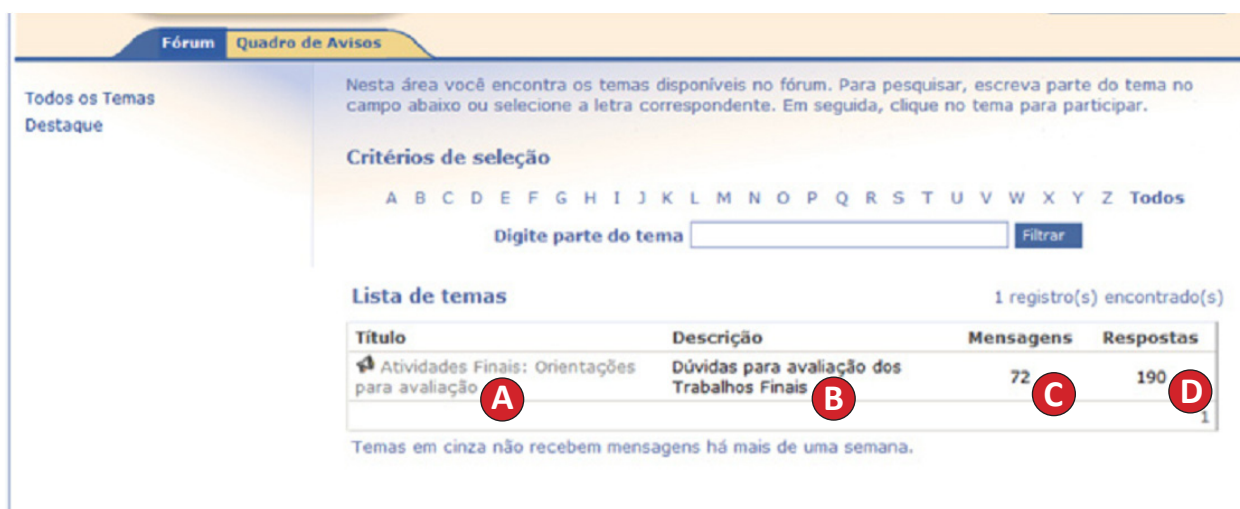 Fórum Quadro de Avisos
Todos os Temas
Destaque
Nesta área você encontra os temas disponíveis no fórum. Para pesquisar, escreva parte do tema no
campo abaixo ou selecione a letra correspondente. Em seguida, clique no tema para participar.
Critérios de seleção
A B C D E F G H I J K L M N O P Q R S T U V W X Y Z Todos
Digite parte do tema Filtrar
Lista de temas 1 registro(s) encontrado(s)
Título Descrição Mensagens Respostas
Atividades Finais: Orientações Dúvidas para avaliação dos 72 190
para avaliação A Trabalhos Finais B C D
1
Temas em cinza não recebem mensagens há mais de uma semana.